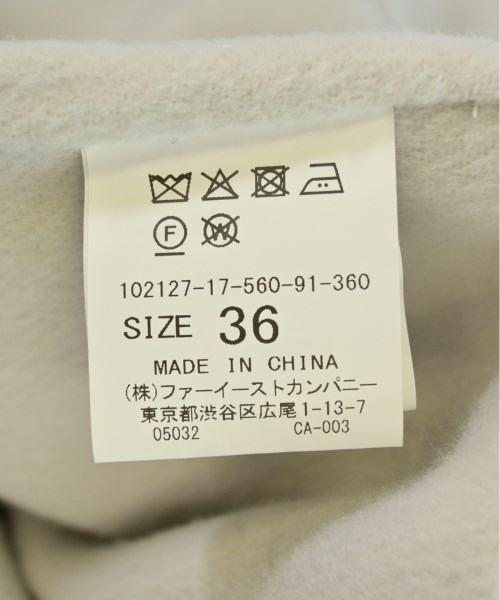 F W
102127-17-560-91-360
SIZE 36
MADE IN CHINA
(株)ファーイーストカンパニー
東京都渋谷区広尾1-13-7
05032 CA-003